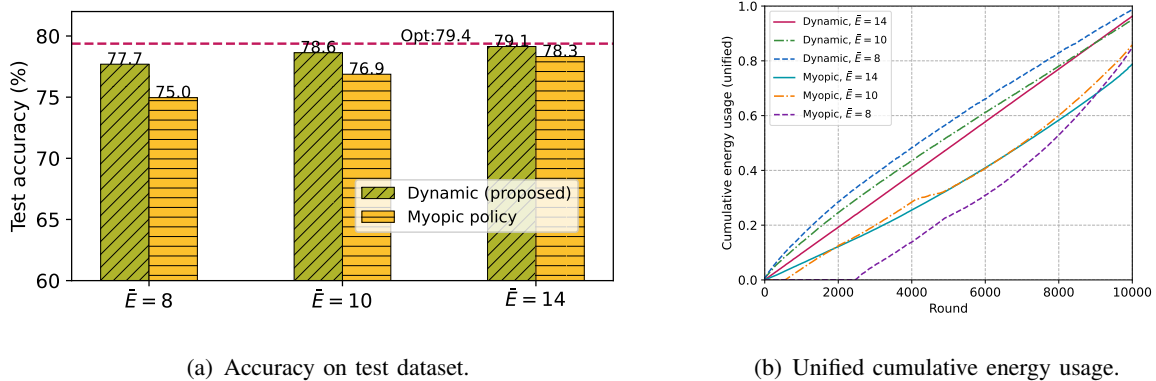 80
75
70
65
60
Test accuracy (%)
Opt:79.4
77.7
75.0
78.6
76.9
79.1
78.3
Dynamic (proposed)
Myopic policy
Ē = 8
Ē = 10
Ē = 14
(a) Accuracy on test dataset.
1.0
0.8
0.6
0.4
0.2
0.0
Cumulative energy usage (unified)
Dynamic, Ē = 14
Dynamic, Ē = 10
Dynamic, Ē = 8
Myopic, Ē = 14
Myopic, Ē = 10
Myopic, Ē = 8
0
2000
4000
6000
8000
10000
Round
(b) Unified cumulative energy usage.